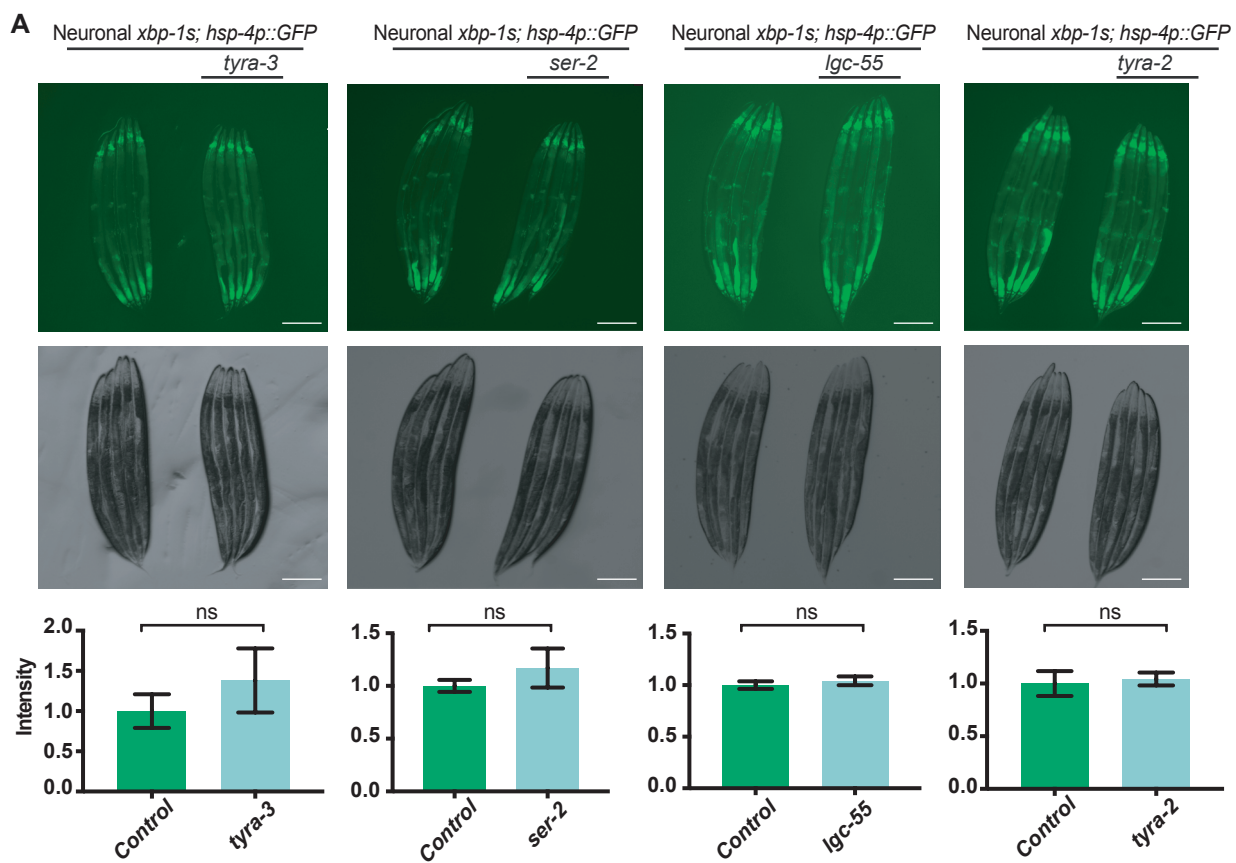 A
Neuronal xbp-1s; hsp-4p::GFP
tyra-3
Neuronal xbp-1s; hsp-4p::GFP
ser-2
Neuronal xbp-1s; hsp-4p::GFP
lgc-55
Neuronal xbp-1s; hsp-4p::GFP
tyra-2
Intensity
2.0
1.5
1.0
0.5
0.0
ns
Control
tyra-3
1.5
1.0
0.5
0.0
ns
Control
ser-2
1.5
1.0
0.5
0.0
ns
Control
lgc-55
1.5
1.0
0.5
0.0
ns
Control
tyra-2